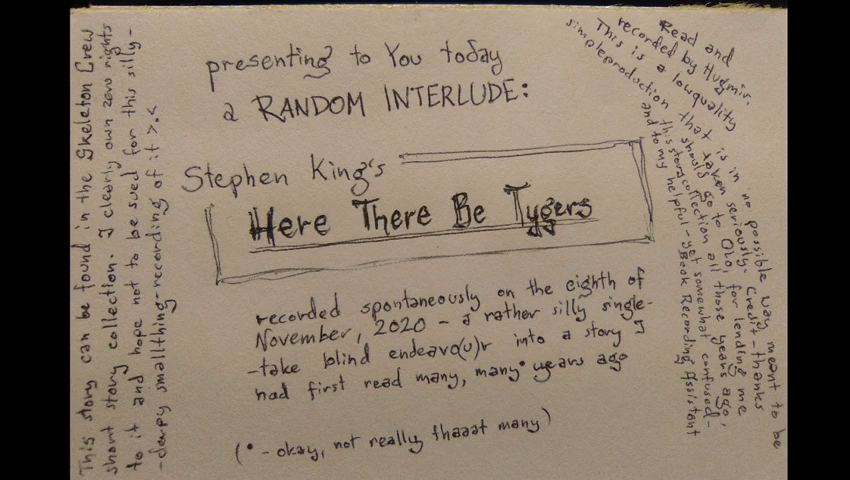 presenting to You today
a RANDOM INTERLUDE:
Stephen King's
Here There Be Tygers
recorded spontaneously on the eighth of
November, 2020 - a rather silly single-
-take blind endeavo(u)r into a story I
had first read many, many* years ago
(* - okay, not really thaaat many)
This story can be found in the Skeleton Crew
short story collection. I clearly own zero rights
to it and hope not to be sued for this silly-
-derpy smallthing-recording of it >.<
Read and
recorded by Hugmir.
This is a lowquality
simpleproduction that is in no possible way meant to be
taken seriously. Credit-thanks
should go to Obo, for lending me
this storycollection all those years ago,
and to my helpful-yet somewhat confused-
-Book Recording Assistant